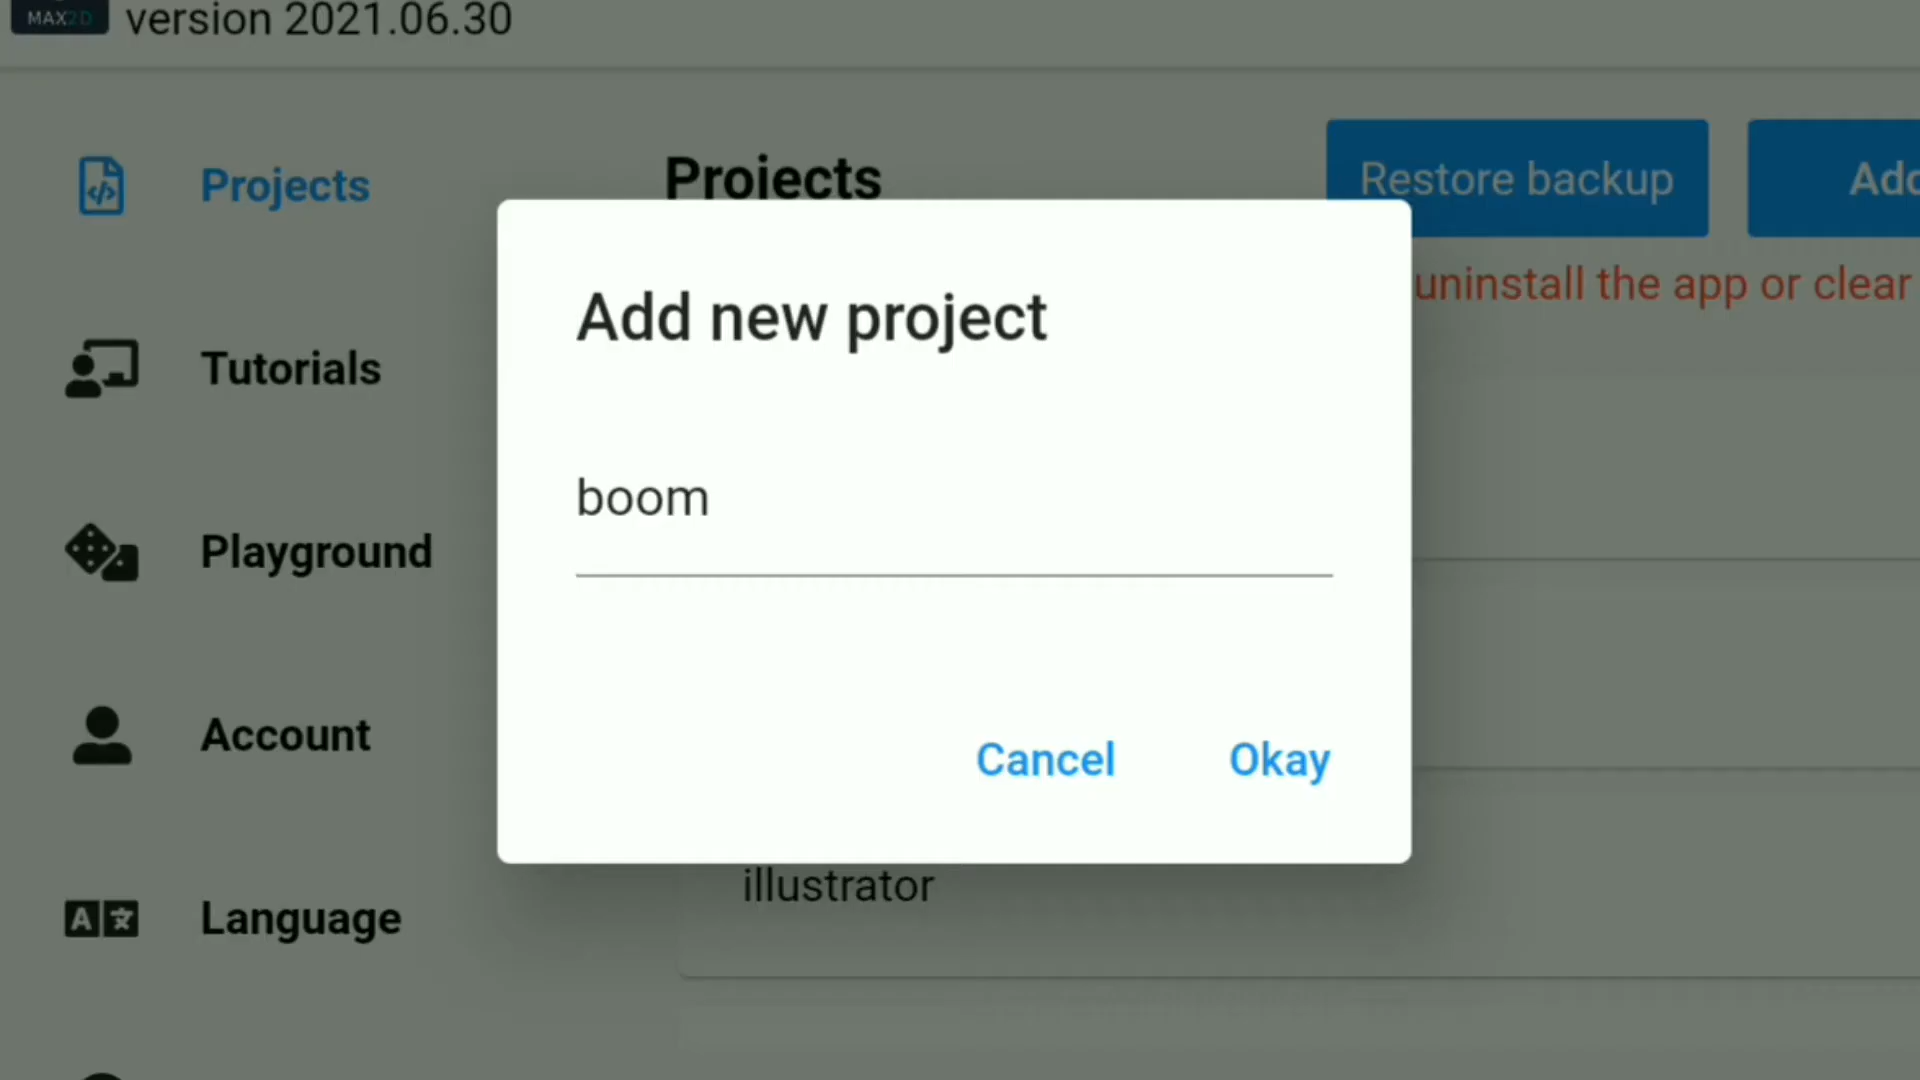 MAX2D version 2021.06.30
Projects
Projects
Restore backup
Add
uninstall the app or clear
Tutorials
Add new project
boom
Playground
Account
Cancel
Okay
illustrator
Language